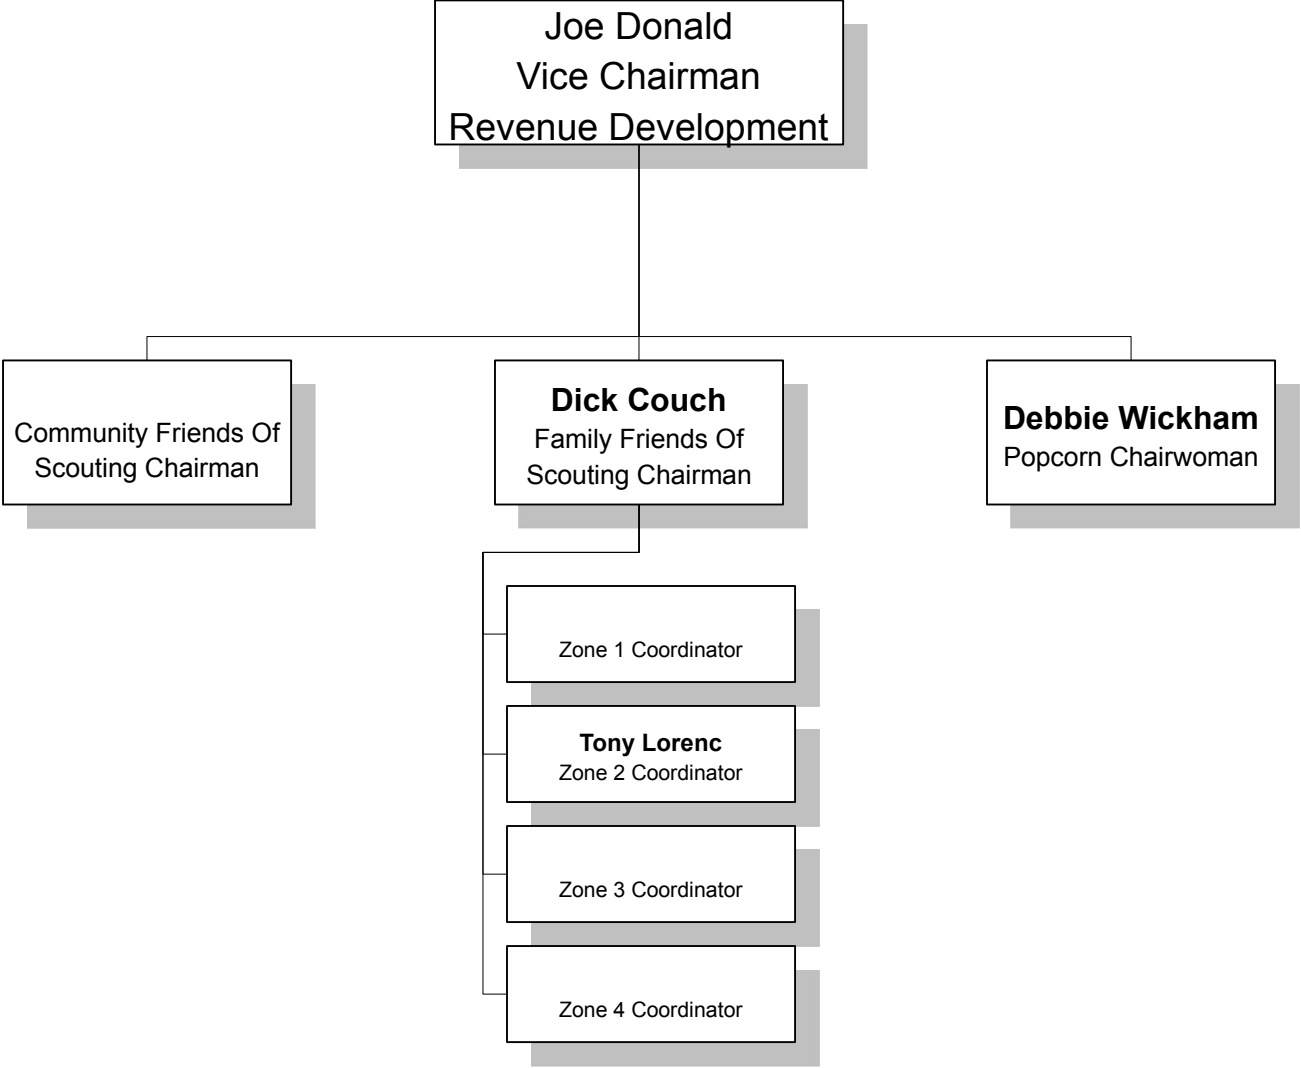 Joe Donald
Vice Chairman
Revenue Development
Community Friends Of
Scouting Chairman
Dick Couch
Family Friends Of
Scouting Chairman
Debbie Wickham
Popcorn Chairwoman
Zone 1 Coordinator
Tony Lorenc
Zone 2 Coordinator
Zone 3 Coordinator
Zone 4 Coordinator